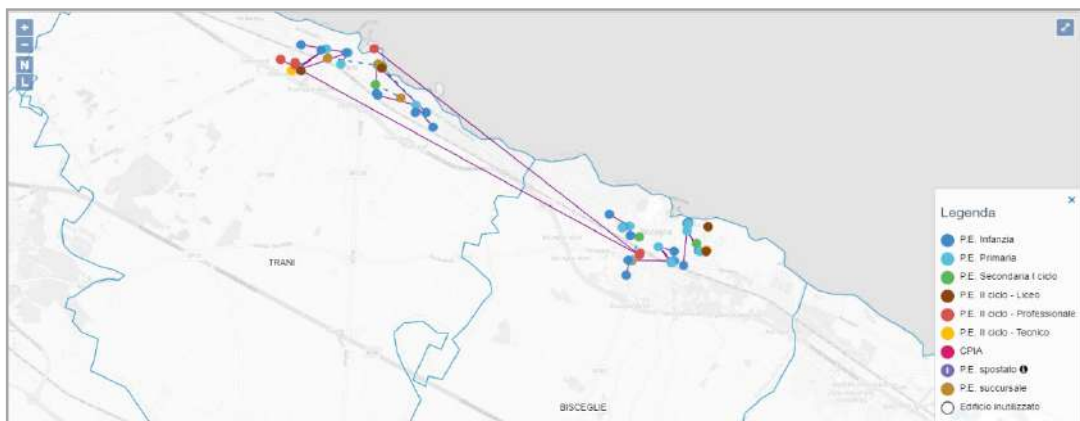 +
−
N
L
TRANI
BISCEGLIE
×
Legenda
P.E. Infanzia
P.E. Primaria
P.E. Secondaria I ciclo
P.E. II ciclo - Liceo
P.E. II ciclo - Professionale
P.E. II ciclo - Tecnico
CPIA
P.E. spostato
P.E. succursale
Edificio inutilizzato